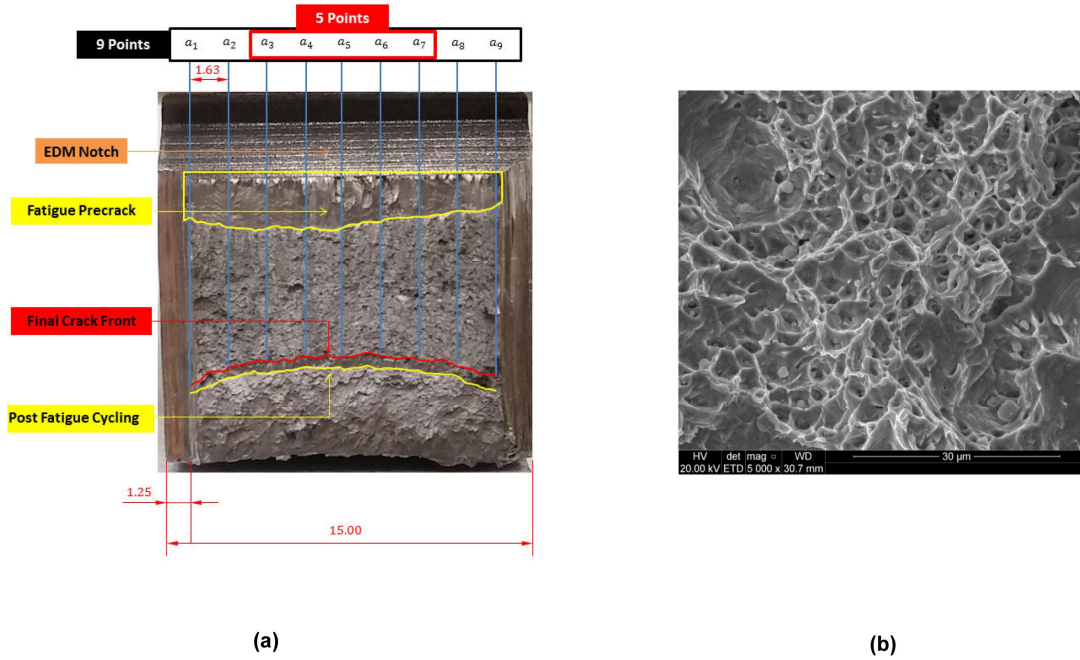 5 Points
9 Points
a₁ a₂ a₃ a₄ a₅ a₆ a₇ a₈ a₉
1.63
EDM Notch
Fatigue Precrack
Final Crack Front
Post Fatigue Cycling
1.25
15.00
HV det mag □ WD
20.00 kV ETD 5 000 x 30.7 mm
30 µm
(a)
(b)